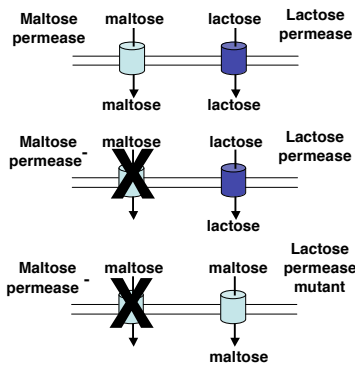 Maltose permease
maltose
lactose
Lactose permease
maltose
lactose
Maltose permease-
maltose
lactose
Lactose permease
lactose
Maltose permease -
maltose
maltose
Lactose permease mutant
maltose